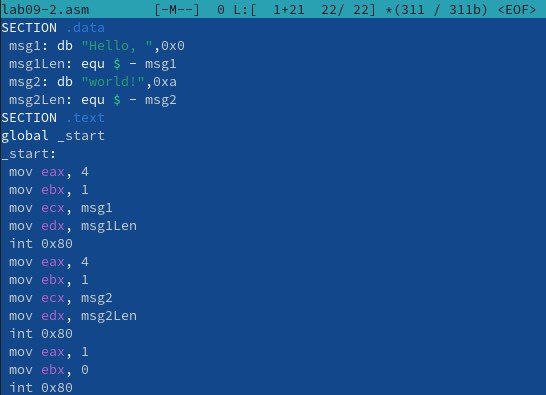 lab09-2.asm [-M--] 0 L:[ 1+21 22/ 22] *(311 / 311b) <EOF>
SECTION .data
msg1: db "Hello, ",0x0
msg1Len: equ $ - msg1
msg2: db "world!",0xa
msg2Len: equ $ - msg2
SECTION .text
global _start
_start:
mov eax, 4
mov ebx, 1
mov ecx, msg1
mov edx, msg1Len
int 0x80
mov eax, 4
mov ebx, 1
mov ecx, msg2
mov edx, msg2Len
int 0x80
mov eax, 1
mov ebx, 0
int 0x80